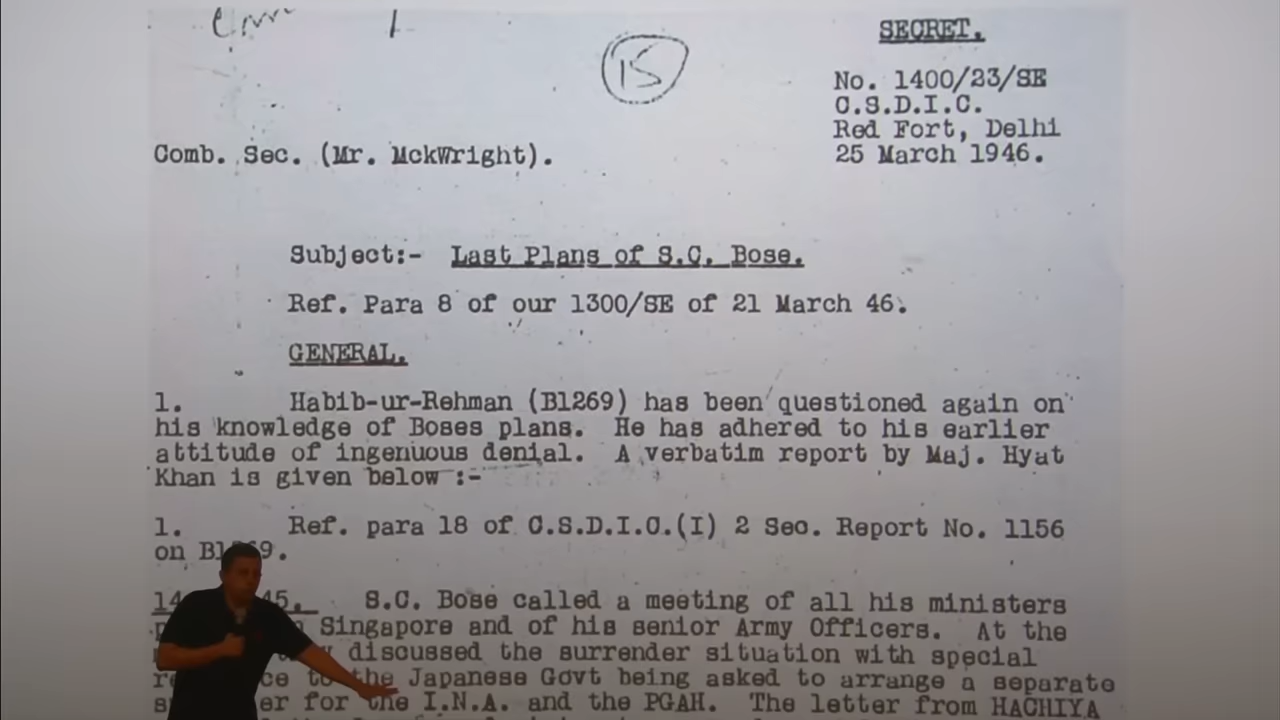 SECRET.
15
No. 1400/23/SE
C.S.D.I.C.
Red Fort, Delhi
25 March 1946.
Comb. Sec. (Mr. MckWright).
Subject:- Last Plans of S.C. Bose.
Ref. Para 8 of our 1300/SE of 21 March 46.
GENERAL.
1. Habib-ur-Rehman (B1269) has been questioned again on
his knowledge of Boses plans. He has adhered to his earlier
attitude of ingenuous denial. A verbatim report by Maj. Hyat
Khan is given below :-
1. Ref. para 18 of C.S.D.I.C.(I) 2 Sec. Report No. 1156
on B1269.
S.C. Bose called a meeting of all his ministers
Singapore and of his senior Army Officers. At the
discussed the surrender situation with special
to the Japanese Govt being asked to arrange a separate
for the I.N.A. and the PGAH. The letter from HACHIYA